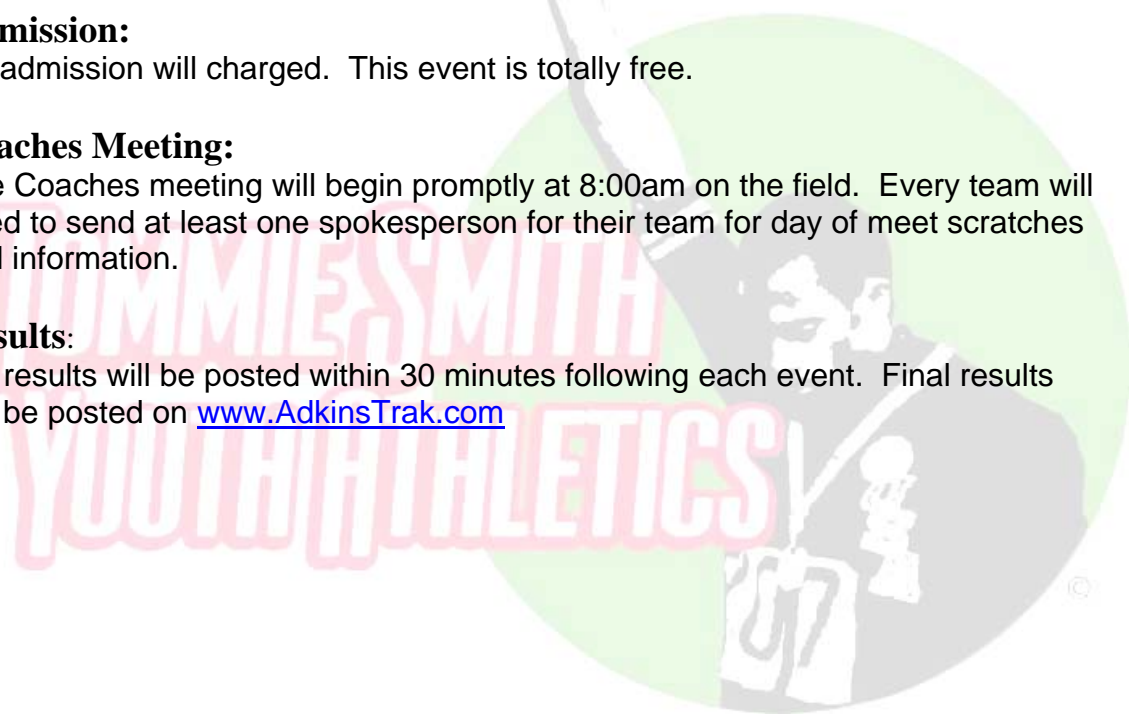 mission:
admission will charged. This event is totally free.
aches Meeting:
e Coaches meeting will begin promptly at 8:00am on the field. Every team will
ed to send at least one spokesperson for their team for day of meet scratches
l information.
sults:
results will be posted within 30 minutes following each event. Final results
be posted on www.AdkinsTrak.com
TOMMIE SMITH
YOUTH ATHLETICS
©